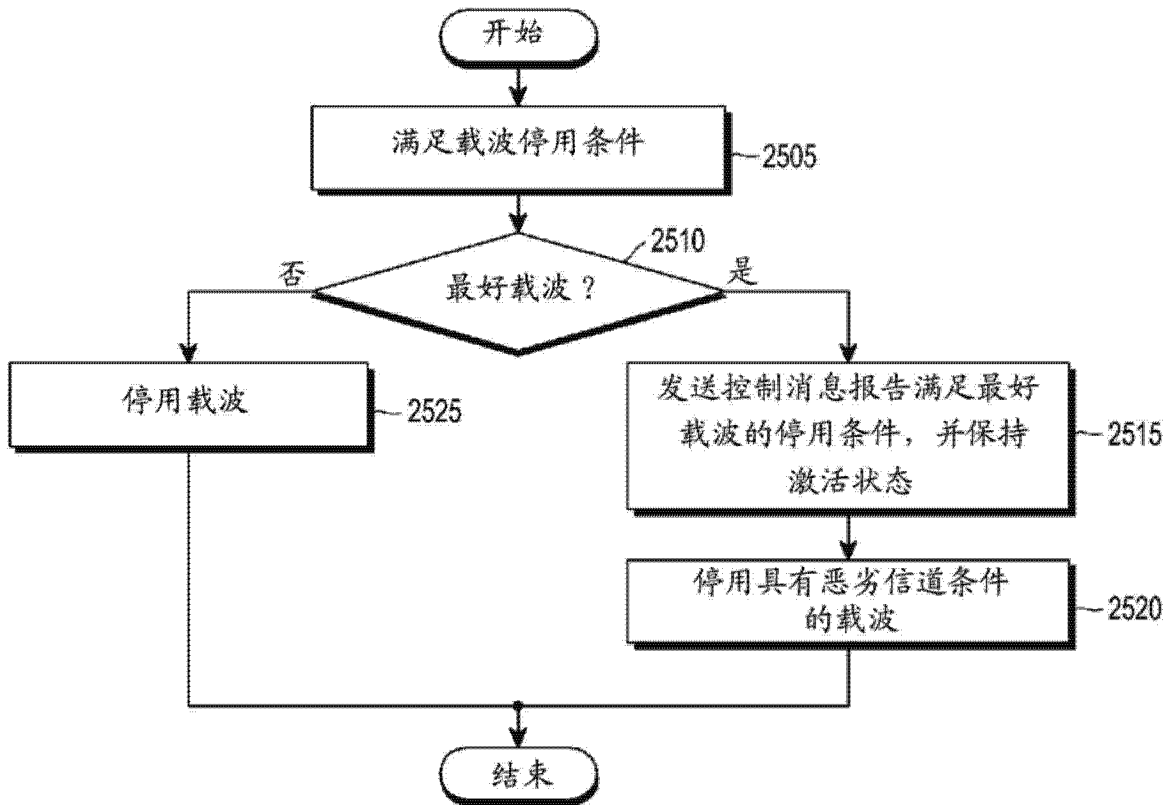 开始
满足载波停用条件
2505
2510
否
最好载波？
是
停用载波
2525
发送控制消息报告满足最好
载波的停用条件，并保持
激活状态
2515
停用具有恶劣信道条件
的载波
2520
结束